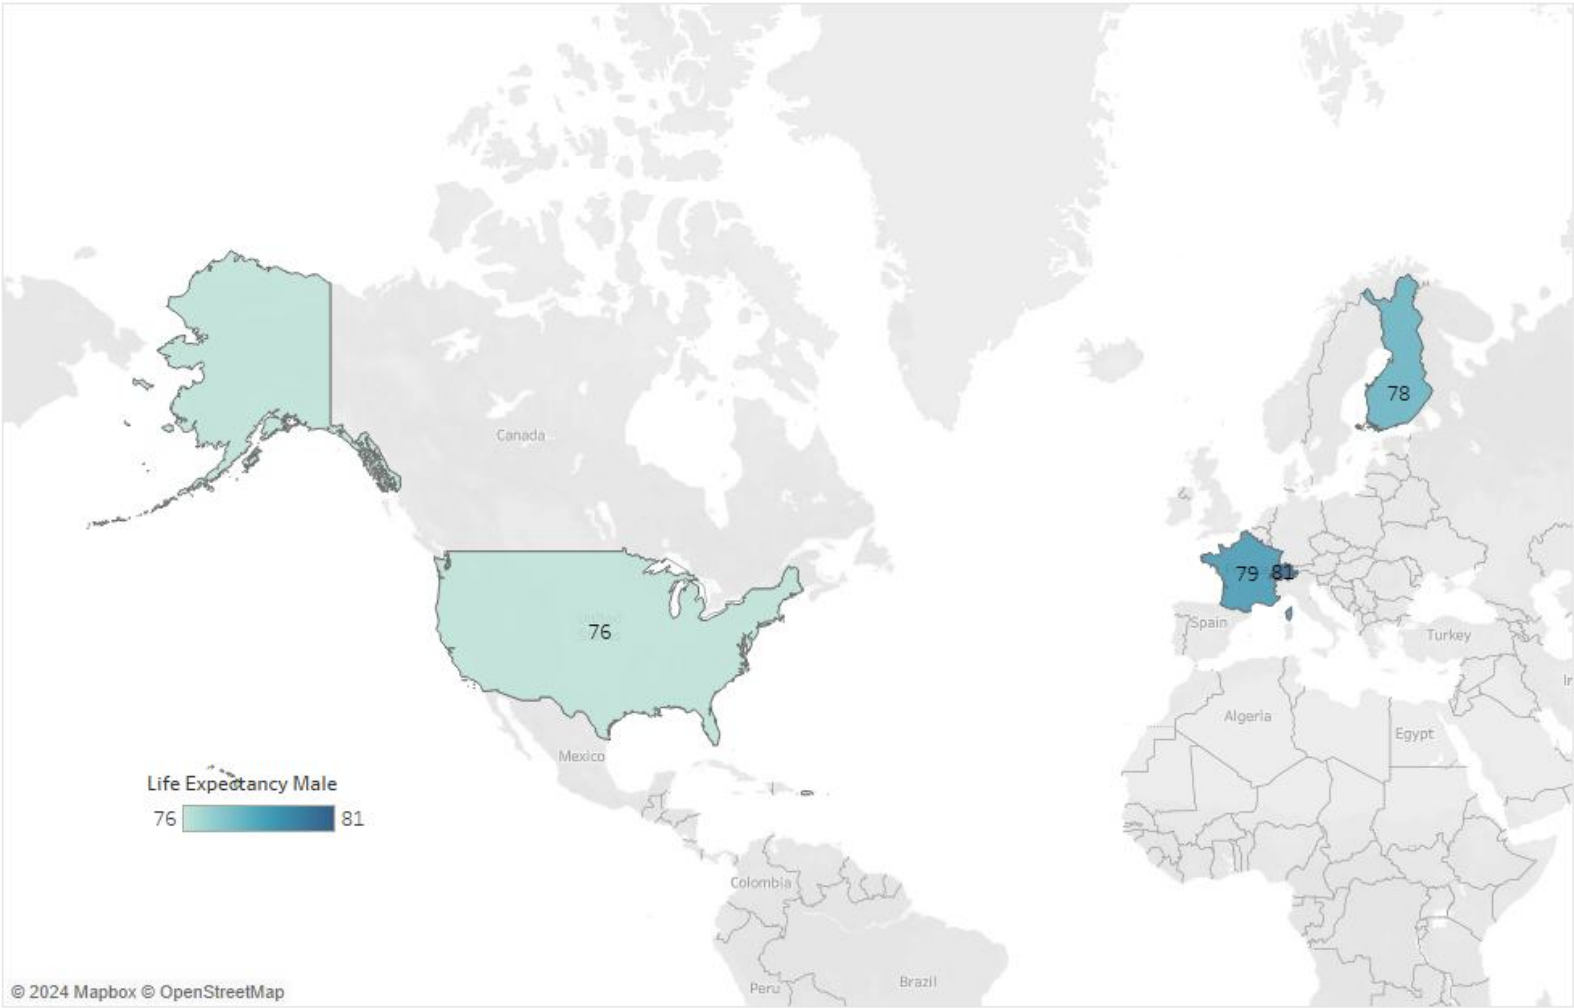 78
Canada
79
81
76
Spain
Turkey
Algeria
Egypt
Mexico
Life Expectancy Male
76
81
Colombia
Brazil
Peru
© 2024 Mapbox © OpenStreetMap